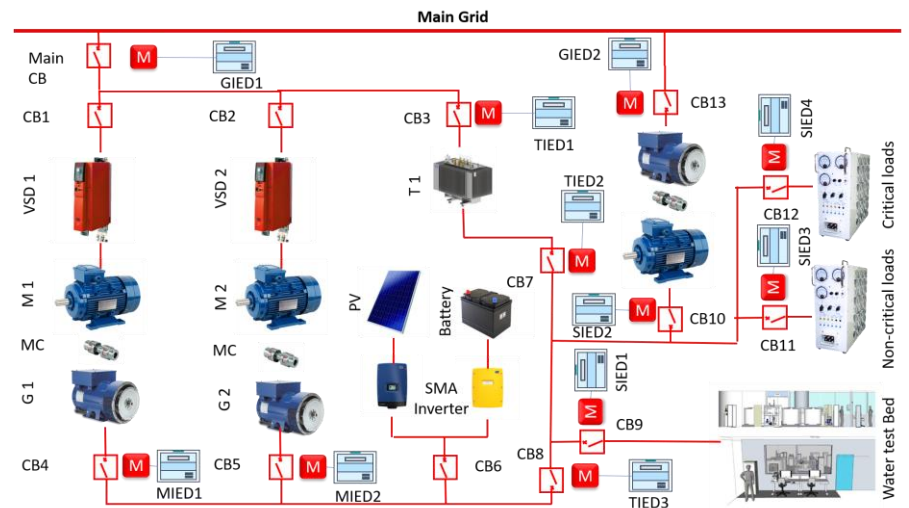 Main Grid
Main
CB
M
GIED1
GIED2
M
CB13
CB1
CB2
CB3
M
TIED1
SIED4
M
CB12
Critical loads
VSD 1
VSD 2
T 1
TIED2
M
CB7
SIED3
M
CB11
Non-critical loads
M 1
M 2
PV
Battery
SIED2
M
CB10
MC
MC
SMA
Inverter
SIED1
M
CB9
G 1
G 2
Water test Bed
CB4
M
MIED1
CB5
M
MIED2
CB6
CB8
M
TIED3